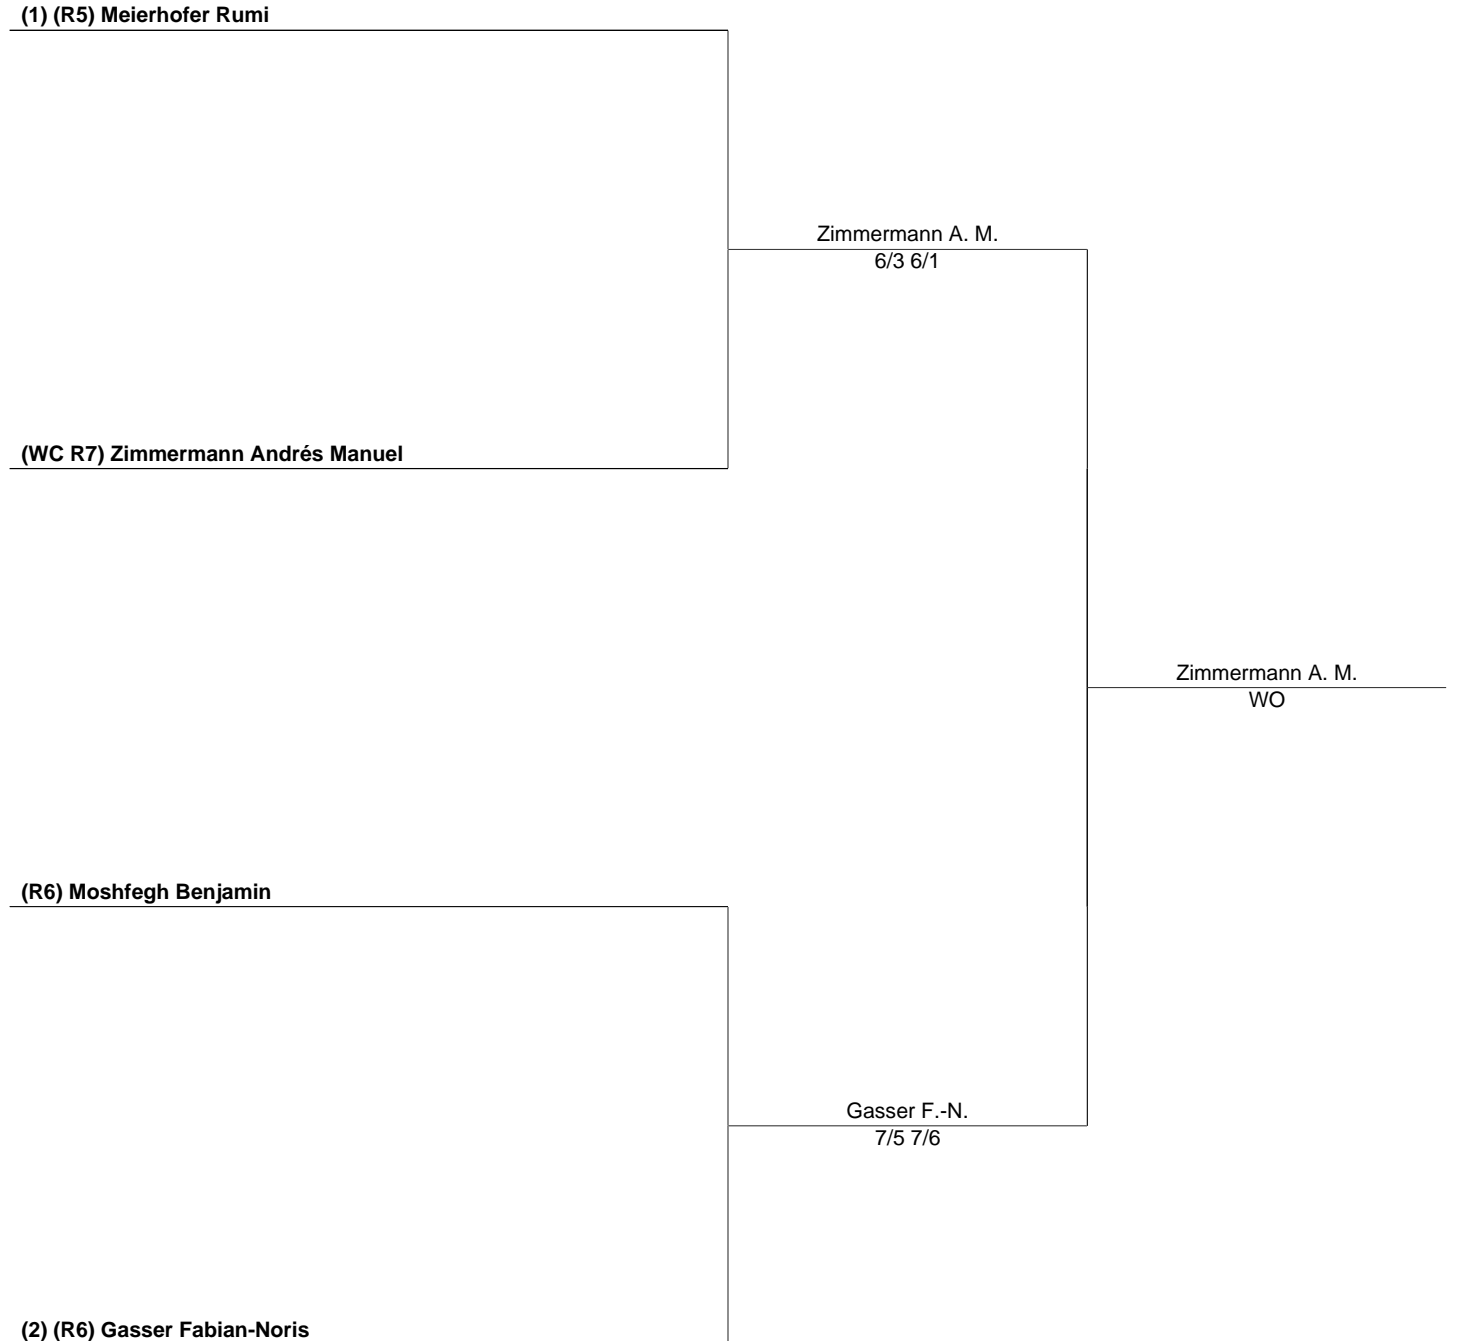 (1) (R5) Meierhofer Rumi
Zimmermann A. M.
6/3 6/1
(WC R7) Zimmermann Andrés Manuel
Zimmermann A. M.
WO
(R6) Moshfegh Benjamin
Gasser F.-N.
7/5 7/6
(2) (R6) Gasser Fabian-Noris